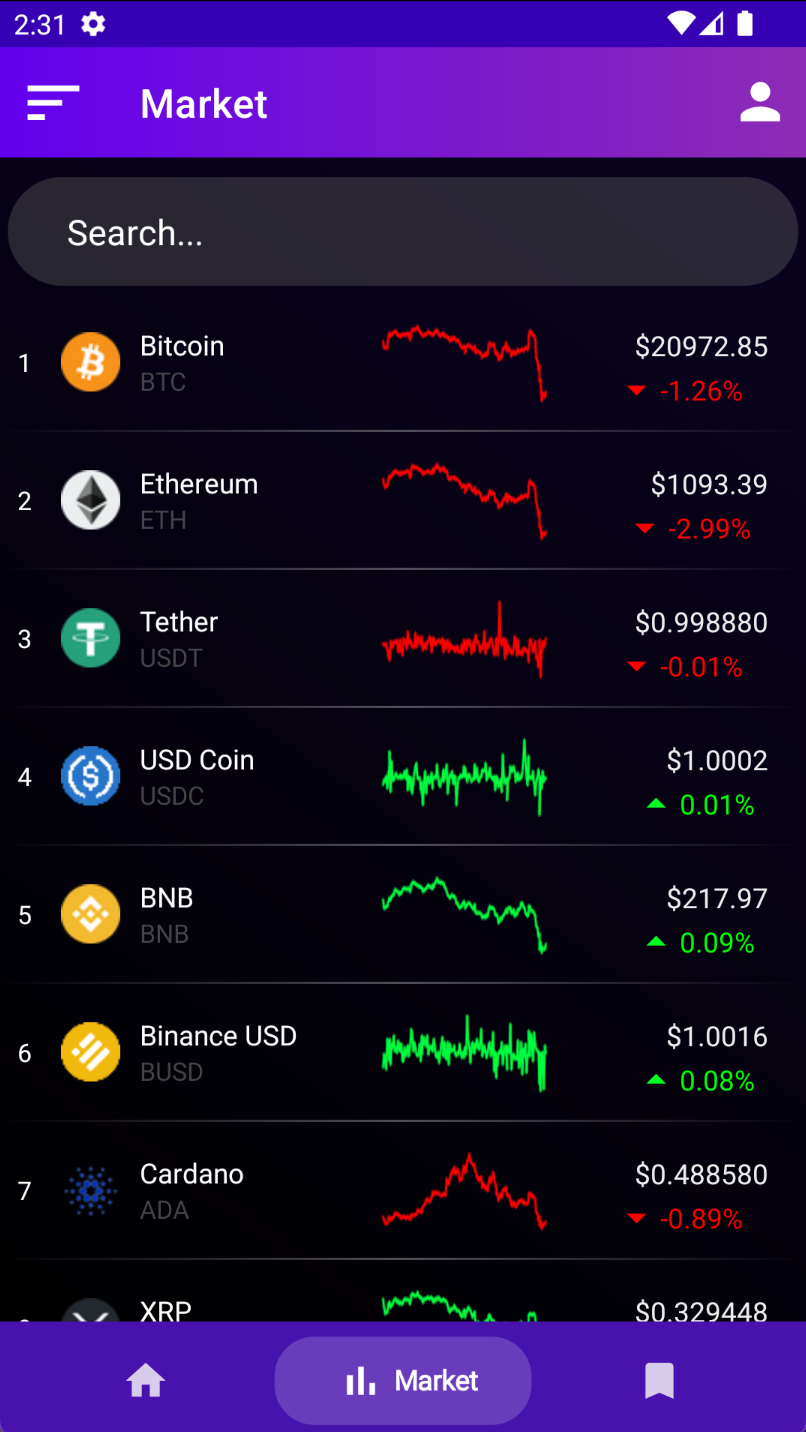 2:31
Market
Search...
1
Bitcoin
BTC
$20972.85
-1.26%
2
Ethereum
ETH
$1093.39
-2.99%
3
Tether
USDT
$0.998880
-0.01%
4
USD Coin
USDC
$1.0002
0.01%
5
BNB
BNB
$217.97
0.09%
6
Binance USD
BUSD
$1.0016
0.08%
7
Cardano
ADA
$0.488580
-0.89%
XRP
$0.329448
Market